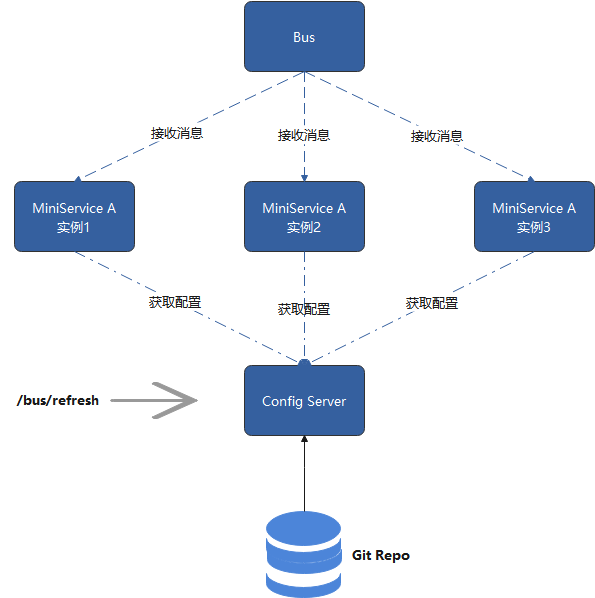 Bus
接收消息
接收消息
接收消息
MiniService A
实例1
MiniService A
实例2
MiniService A
实例3
获取配置
获取配置
获取配置
/bus/refresh
Config Server
Git Repo